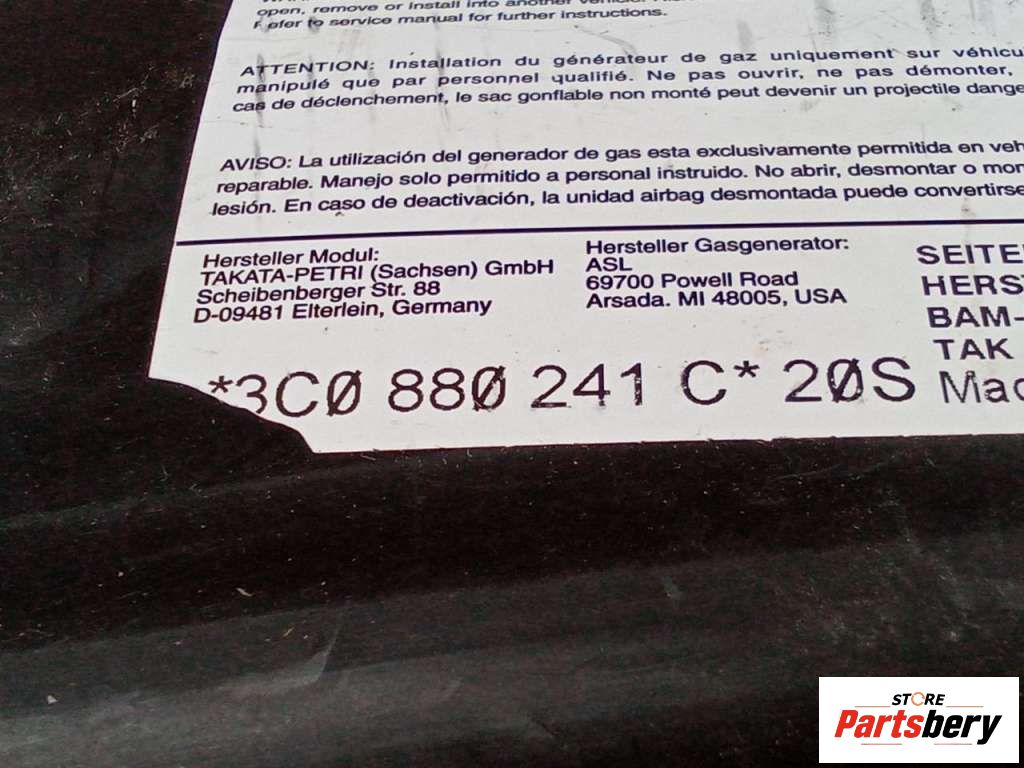 open, remove or install into another vehicle.
Refer to service manual for further instructions.
ATTENTION: Installation du générateur de gaz uniquement sur
manipulé que par personnel qualifié. Ne pas ouvrir, ne pas démonter,
cas de déclenchement, le sac gonflable non monté peut devenir un projectile
AVISO: La utilización del generador de gas esta exclusivamente permitida en
reparable. Manejo solo permitido a personal instruido. No abrir, desmontar o
lesión. En caso de deactivación, la unidad airbag desmontada puede convertirse
Hersteller Modul:
TAKATA-PETRI (Sachsen) GmbH
Scheibenberger Str. 88
D-09481 Elterlein, Germany
Hersteller Gasgenerator:
ASL
69700 Powell Road
Arsada. MI 48005, USA
SEITE
HERS
BAM-
TAK
Mad
*3C0 880 241 C* 20S
STORE
Partsbery